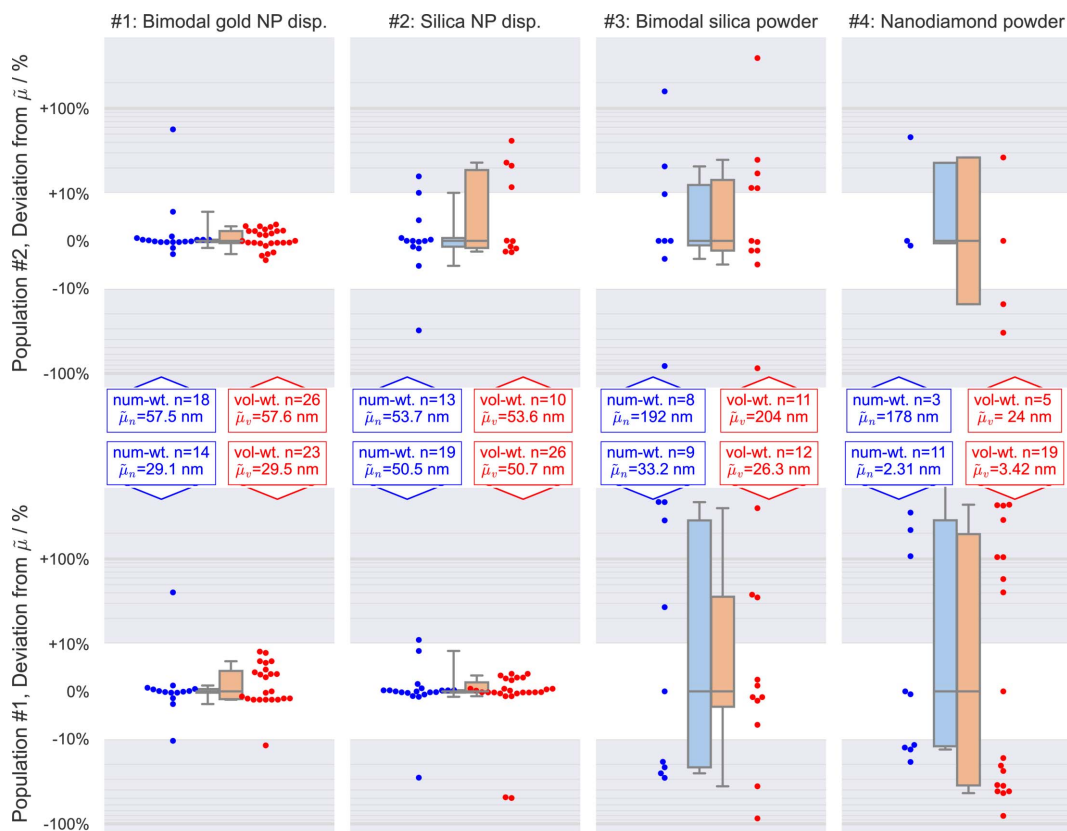 #1: Bimodal gold NP disp.
#2: Silica NP disp.
#3: Bimodal silica powder
#4: Nanodiamond powder
Population #2, Deviation from μ̃ / %
+100%
+10%
0%
-10%
-100%
num-wt. n=18
μ̃ₙ=57.5 nm
vol-wt. n=26
μ̃ᵥ=57.6 nm
num-wt. n=13
μ̃ₙ=53.7 nm
vol-wt. n=10
μ̃ᵥ=53.6 nm
num-wt. n=8
μ̃ₙ=192 nm
vol-wt. n=11
μ̃ᵥ=204 nm
num-wt. n=3
μ̃ₙ=178 nm
vol-wt. n=5
μ̃ᵥ= 24 nm
num-wt. n=14
μ̃ₙ=29.1 nm
vol-wt. n=23
μ̃ᵥ=29.5 nm
num-wt. n=19
μ̃ₙ=50.5 nm
vol-wt. n=26
μ̃ᵥ=50.7 nm
num-wt. n=9
μ̃ₙ=33.2 nm
vol-wt. n=12
μ̃ᵥ=26.3 nm
num-wt. n=11
μ̃ₙ=2.31 nm
vol-wt. n=19
μ̃ᵥ=3.42 nm
Population #1, Deviation from μ̃ / %
+100%
+10%
0%
-10%
-100%